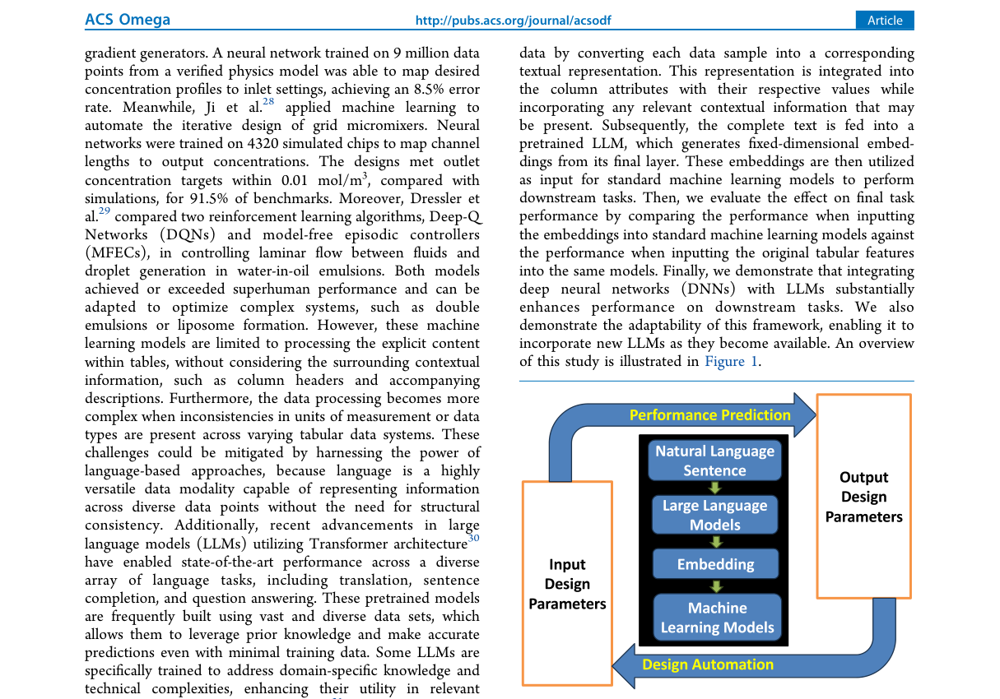 ACS Omega
http://pubs.acs.org/journal/acsodf
Article
gradient generators. A neural network trained on 9 million data
points from a verified physics model was able to map desired
concentration profiles to inlet settings, achieving an 8.5% error
rate. Meanwhile, Ji et al.28 applied machine learning to
automate the iterative design of grid micromixers. Neural
networks were trained on 4320 simulated chips to map channel
lengths to output concentrations. The designs met outlet
concentration targets within 0.01 mol/m3, compared with
simulations, for 91.5% of benchmarks. Moreover, Dressler et
al.29 compared two reinforcement learning algorithms, Deep-Q
Networks (DQNs) and model-free episodic controllers
(MFECs), in controlling laminar flow between fluids and
droplet generation in water-in-oil emulsions. Both models
achieved or exceeded superhuman performance and can be
adapted to optimize complex systems, such as double
emulsions or liposome formation. However, these machine
learning models are limited to processing the explicit content
within tables, without considering the surrounding contextual
information, such as column headers and accompanying
descriptions. Furthermore, the data processing becomes more
complex when inconsistencies in units of measurement or data
types are present across varying tabular data systems. These
challenges could be mitigated by harnessing the power of
language-based approaches, because language is a highly
versatile data modality capable of representing information
across diverse data points without the need for structural
consistency. Additionally, recent advancements in large
language models (LLMs) utilizing Transformer architecture30
have enabled state-of-the-art performance across a diverse
array of language tasks, including translation, sentence
completion, and question answering. These pretrained models
are frequently built using vast and diverse data sets, which
allows them to leverage prior knowledge and make accurate
predictions even with minimal training data. Some LLMs are
specifically trained to address domain-specific knowledge and
technical complexities, enhancing their utility in relevant
data by converting each data sample into a corresponding
textual representation. This representation is integrated into
the column attributes with their respective values while
incorporating any relevant contextual information that may
be present. Subsequently, the complete text is fed into a
pretrained LLM, which generates fixed-dimensional embed-
dings from its final layer. These embeddings are then utilized
as input for standard machine learning models to perform
downstream tasks. Then, we evaluate the effect on final task
performance by comparing the performance when inputting
the embeddings into standard machine learning models against
the performance when inputting the original tabular features
into the same models. Finally, we demonstrate that integrating
deep neural networks (DNNs) with LLMs substantially
enhances performance on downstream tasks. We also
demonstrate the adaptability of this framework, enabling it to
incorporate new LLMs as they become available. An overview
of this study is illustrated in Figure 1.
Performance Prediction
Natural Language
Sentence
Large Language
Models
Embedding
Machine
Learning Models
Input
Design
Parameters
Output
Design
Parameters
Design Automation